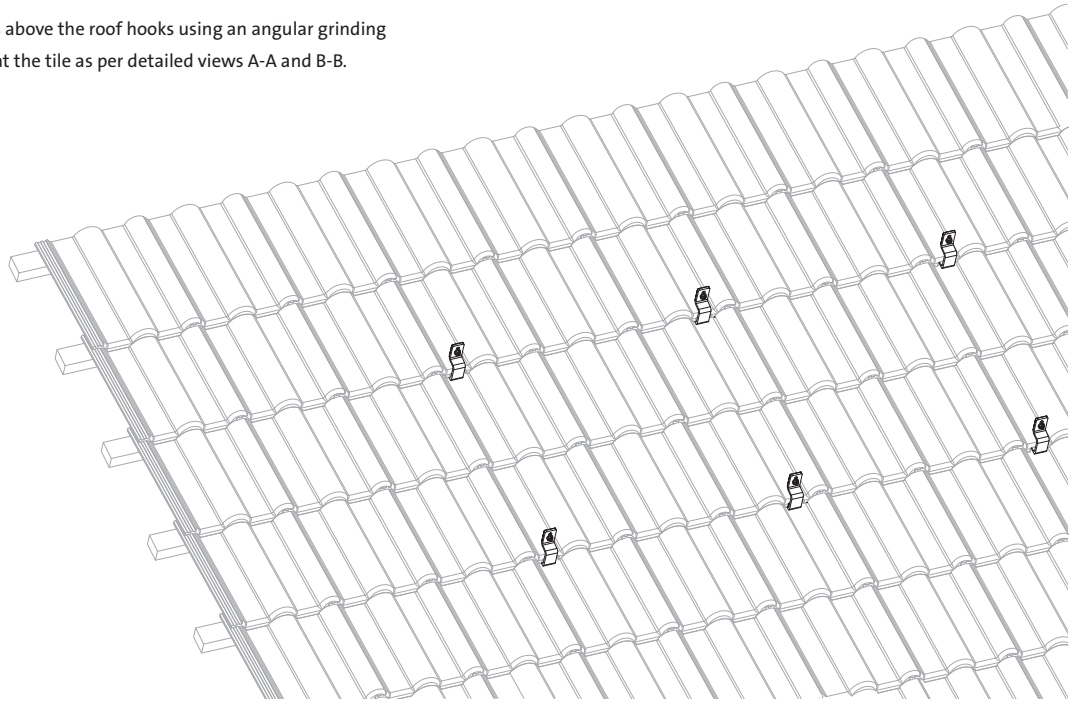 above the roof hooks using an angular grinding
the tile as per detailed views A-A and B-B.